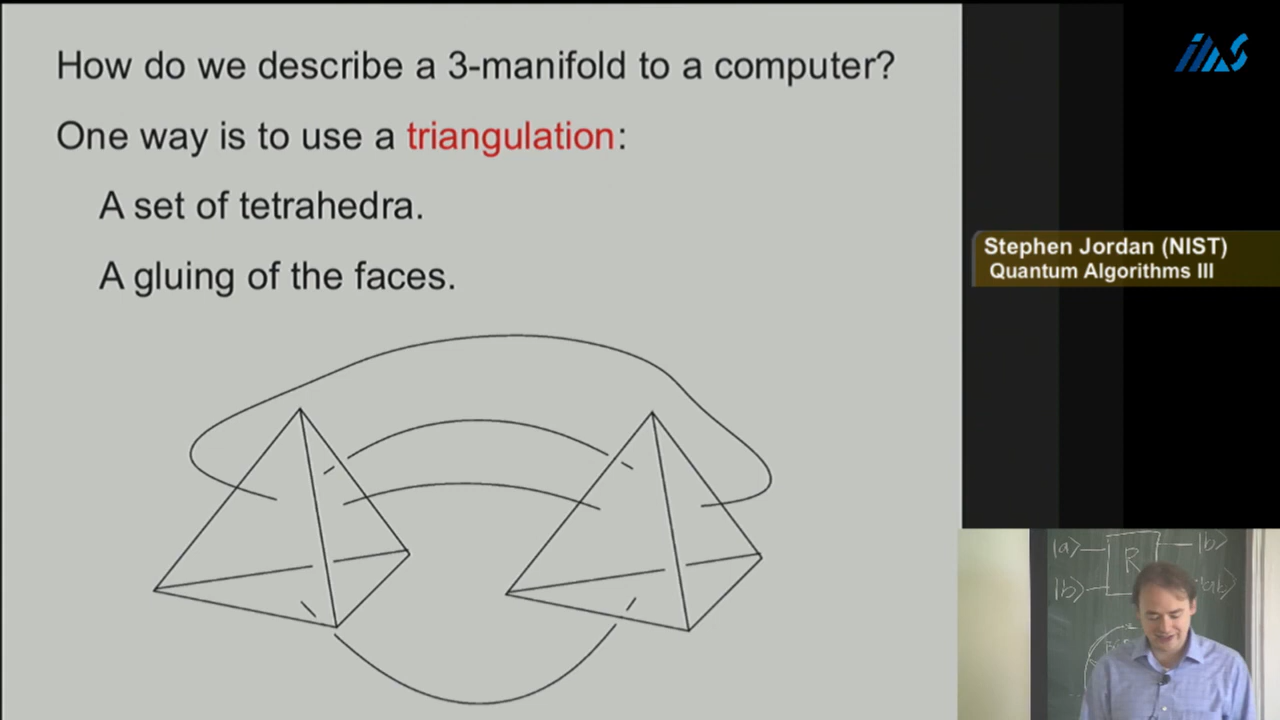 How do we describe a 3-manifold to a computer?
One way is to use a triangulation:
A set of tetrahedra.
A gluing of the faces.
Stephen Jordan (NIST)
Quantum Algorithms III
|a⟩ R |b⟩
|b⟩